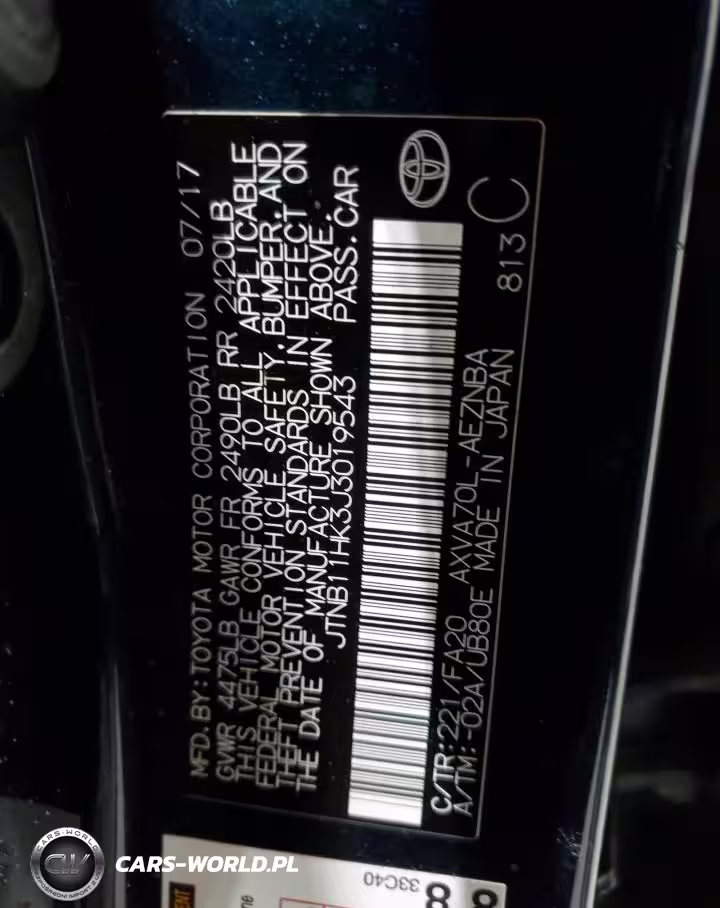 MFD. BY: TOYOTA MOTOR CORPORATION 07/17
GVWR 4475LB GAWR FR 2490LB RR 2420LB
THIS VEHICLE CONFORMS TO ALL APPLICABLE
FEDERAL MOTOR VEHICLE SAFETY, BUMPER, AND
THEFT PREVENTION STANDARDS IN EFFECT ON
THE DATE OF MANUFACTURE SHOWN ABOVE.
JTNB11HK3J3019543 PASS. CAR
C/TR: 221/FA20 AXVA70L-AEZNBA
A/TM: -02A/UB80E MADE IN JAPAN
813 C
33C40
CARS-WORLD
CW
CARS-WORLD.PL